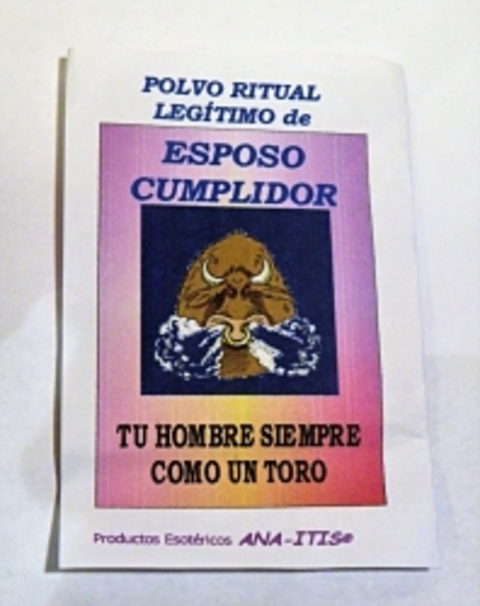 POLVO RITUAL
LEGÍTIMO de
ESPOSO
CUMPLIDOR
TU HOMBRE SIEMPRE
COMO UN TORO
Productos Esotéricos ANA-ITIS®